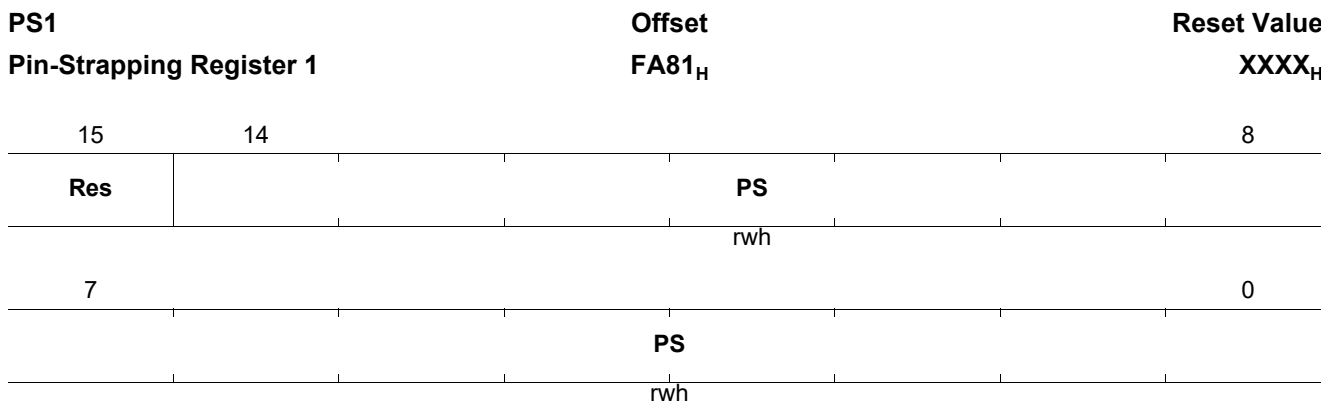 PS1 Offset Reset Value
Pin-Strapping Register 1 FA81H XXXXH
15 14 8
Res PS
rwh
7 0
PS
rwh